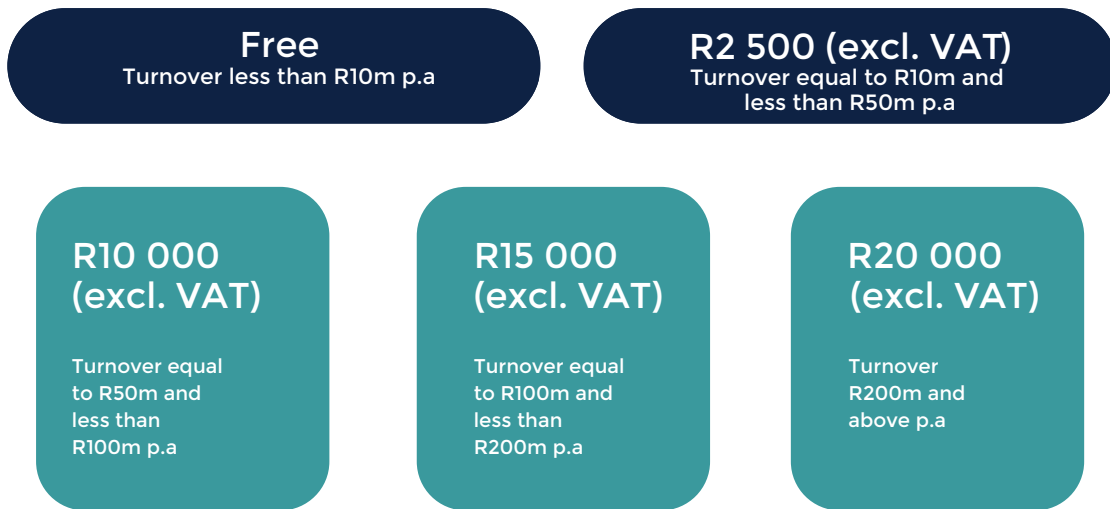 Free
Turnover less than R10m p.a
R2 500 (excl. VAT)
Turnover equal to R10m and
less than R50m p.a
R10 000
(excl. VAT)
Turnover equal
to R50m and
less than
R100m p.a
R15 000
(excl. VAT)
Turnover equal
to R100m and
less than
R200m p.a
R20 000
(excl. VAT)
Turnover
R200m and
above p.a